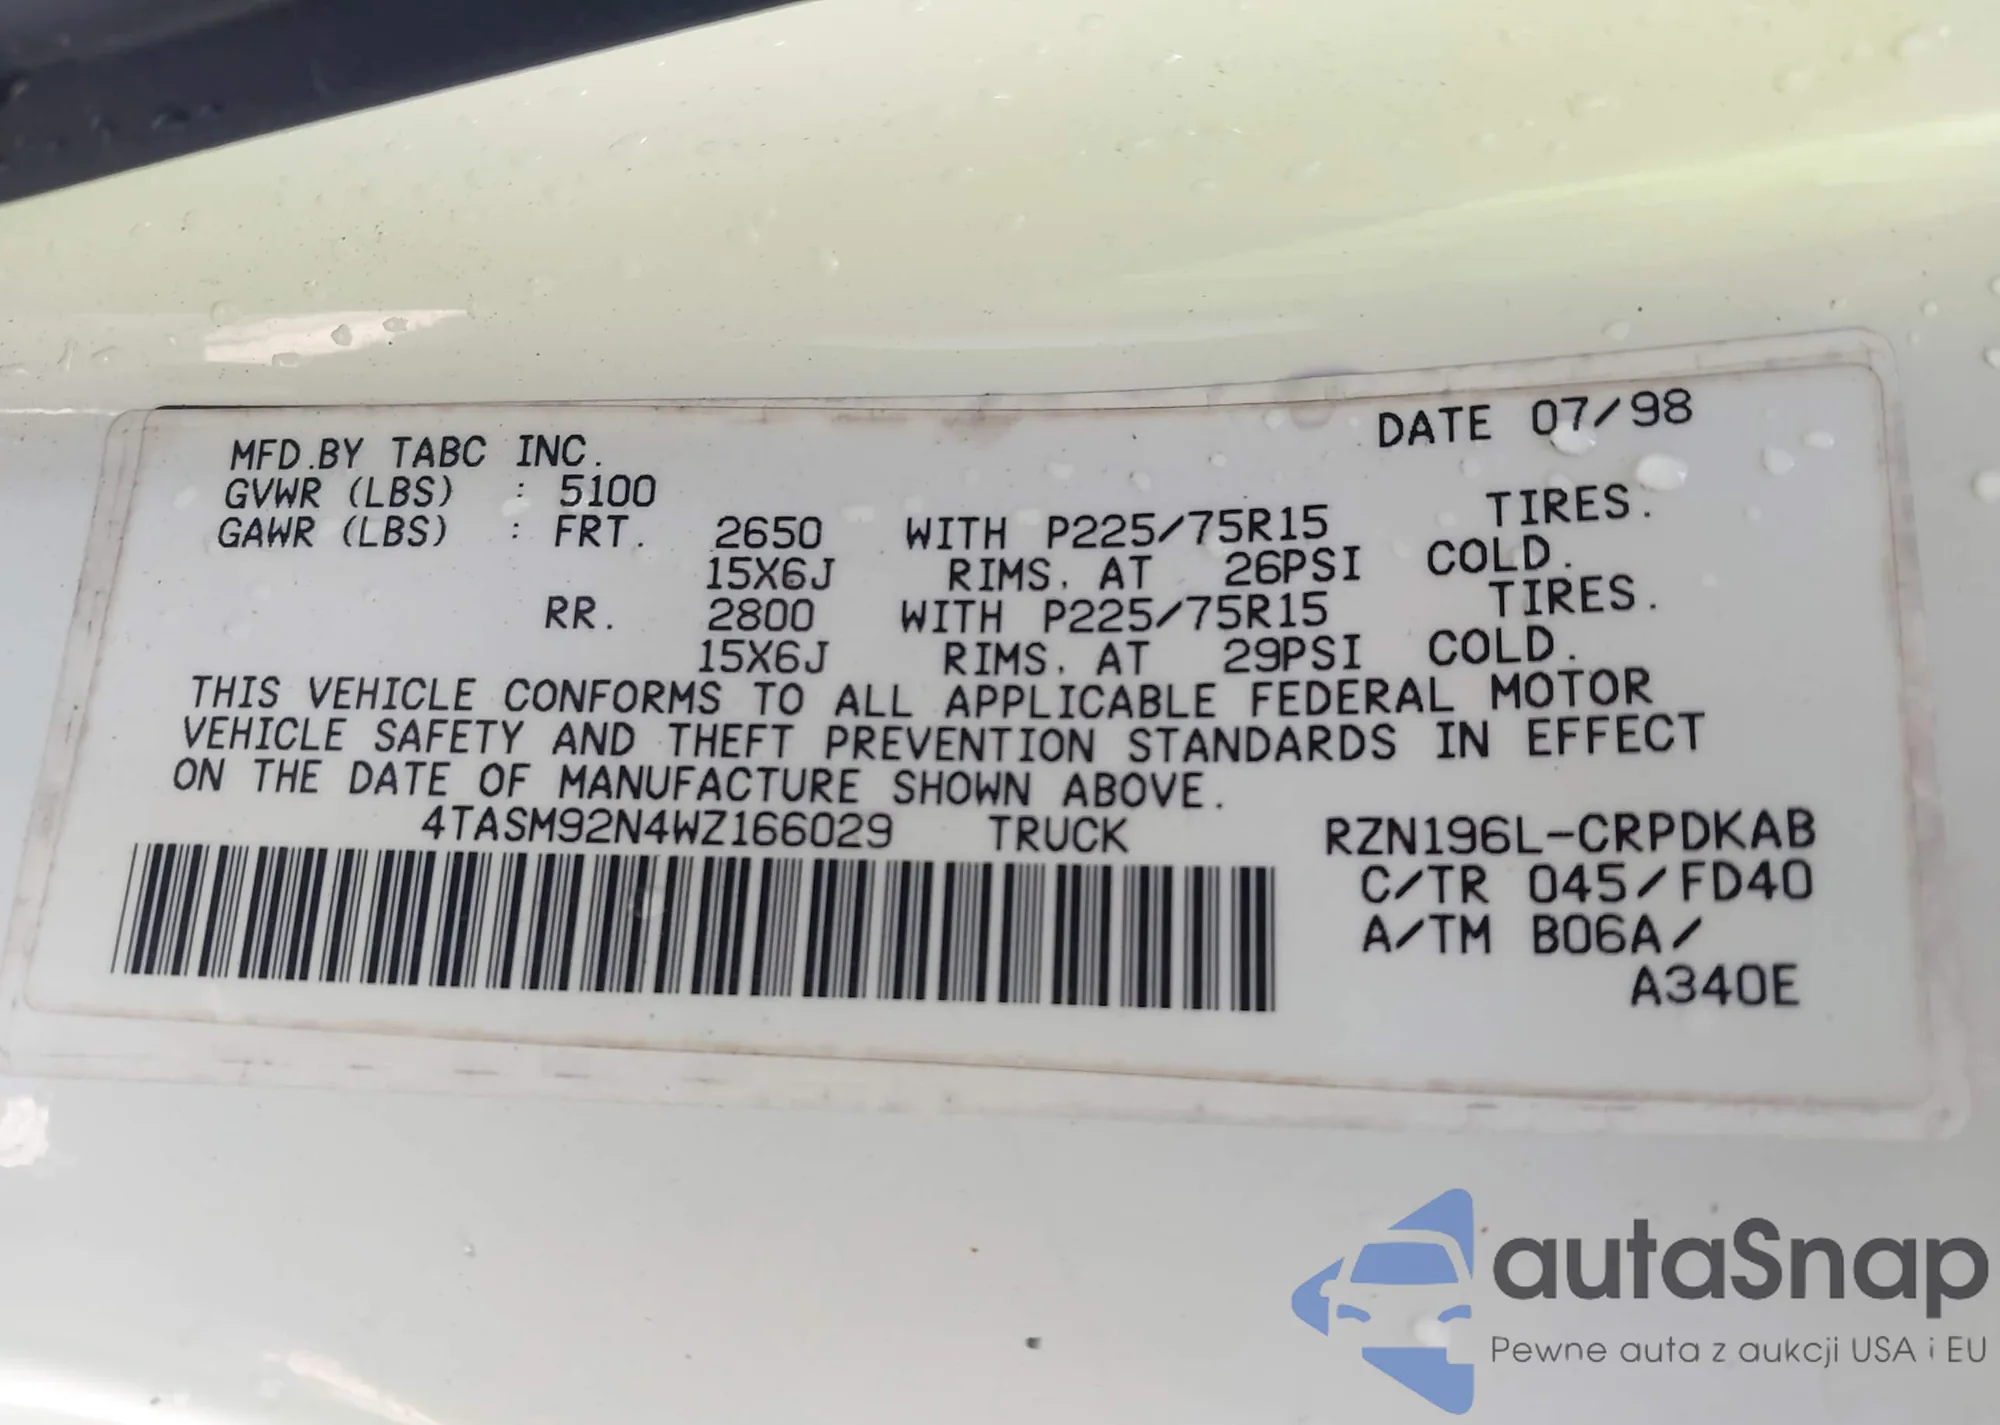 DATE 07/98
MFD.BY TABC INC.
GVWR (LBS) : 5100
GAWR (LBS) : FRT. 2650 WITH P225/75R15 TIRES.
15X6J RIMS. AT 26PSI COLD.
RR. 2800 WITH P225/75R15 TIRES.
15X6J RIMS. AT 29PSI COLD.
THIS VEHICLE CONFORMS TO ALL APPLICABLE FEDERAL MOTOR
VEHICLE SAFETY AND THEFT PREVENTION STANDARDS IN EFFECT
ON THE DATE OF MANUFACTURE SHOWN ABOVE.
4TASM92N4WZ166029 TRUCK RZN196L-CRPDKAB
C/TR 045/FD40
A/TM B06A/
A340E
autaSnap
Pewne auta z aukcji USA i EU